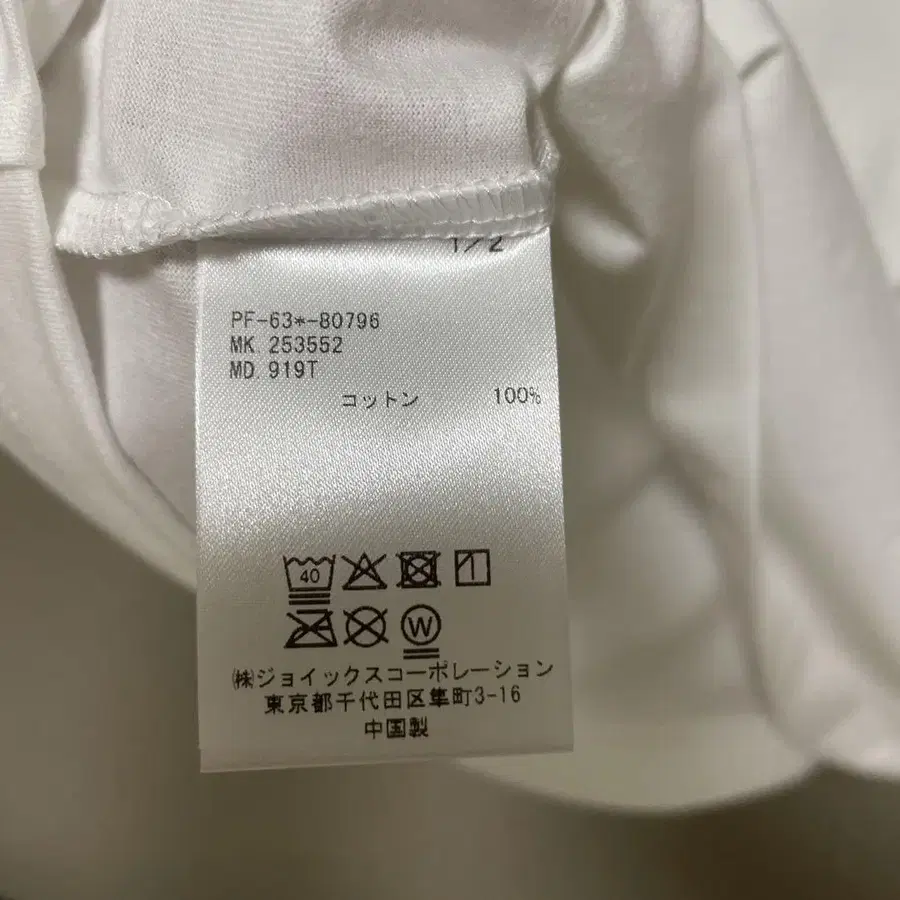 1/2
PF-63*-80796
MK. 253552
MD. 919T
コットン 100%
40
W
㈱ジョイックスコーポレーション
東京都千代田区隼町3-16
中国製